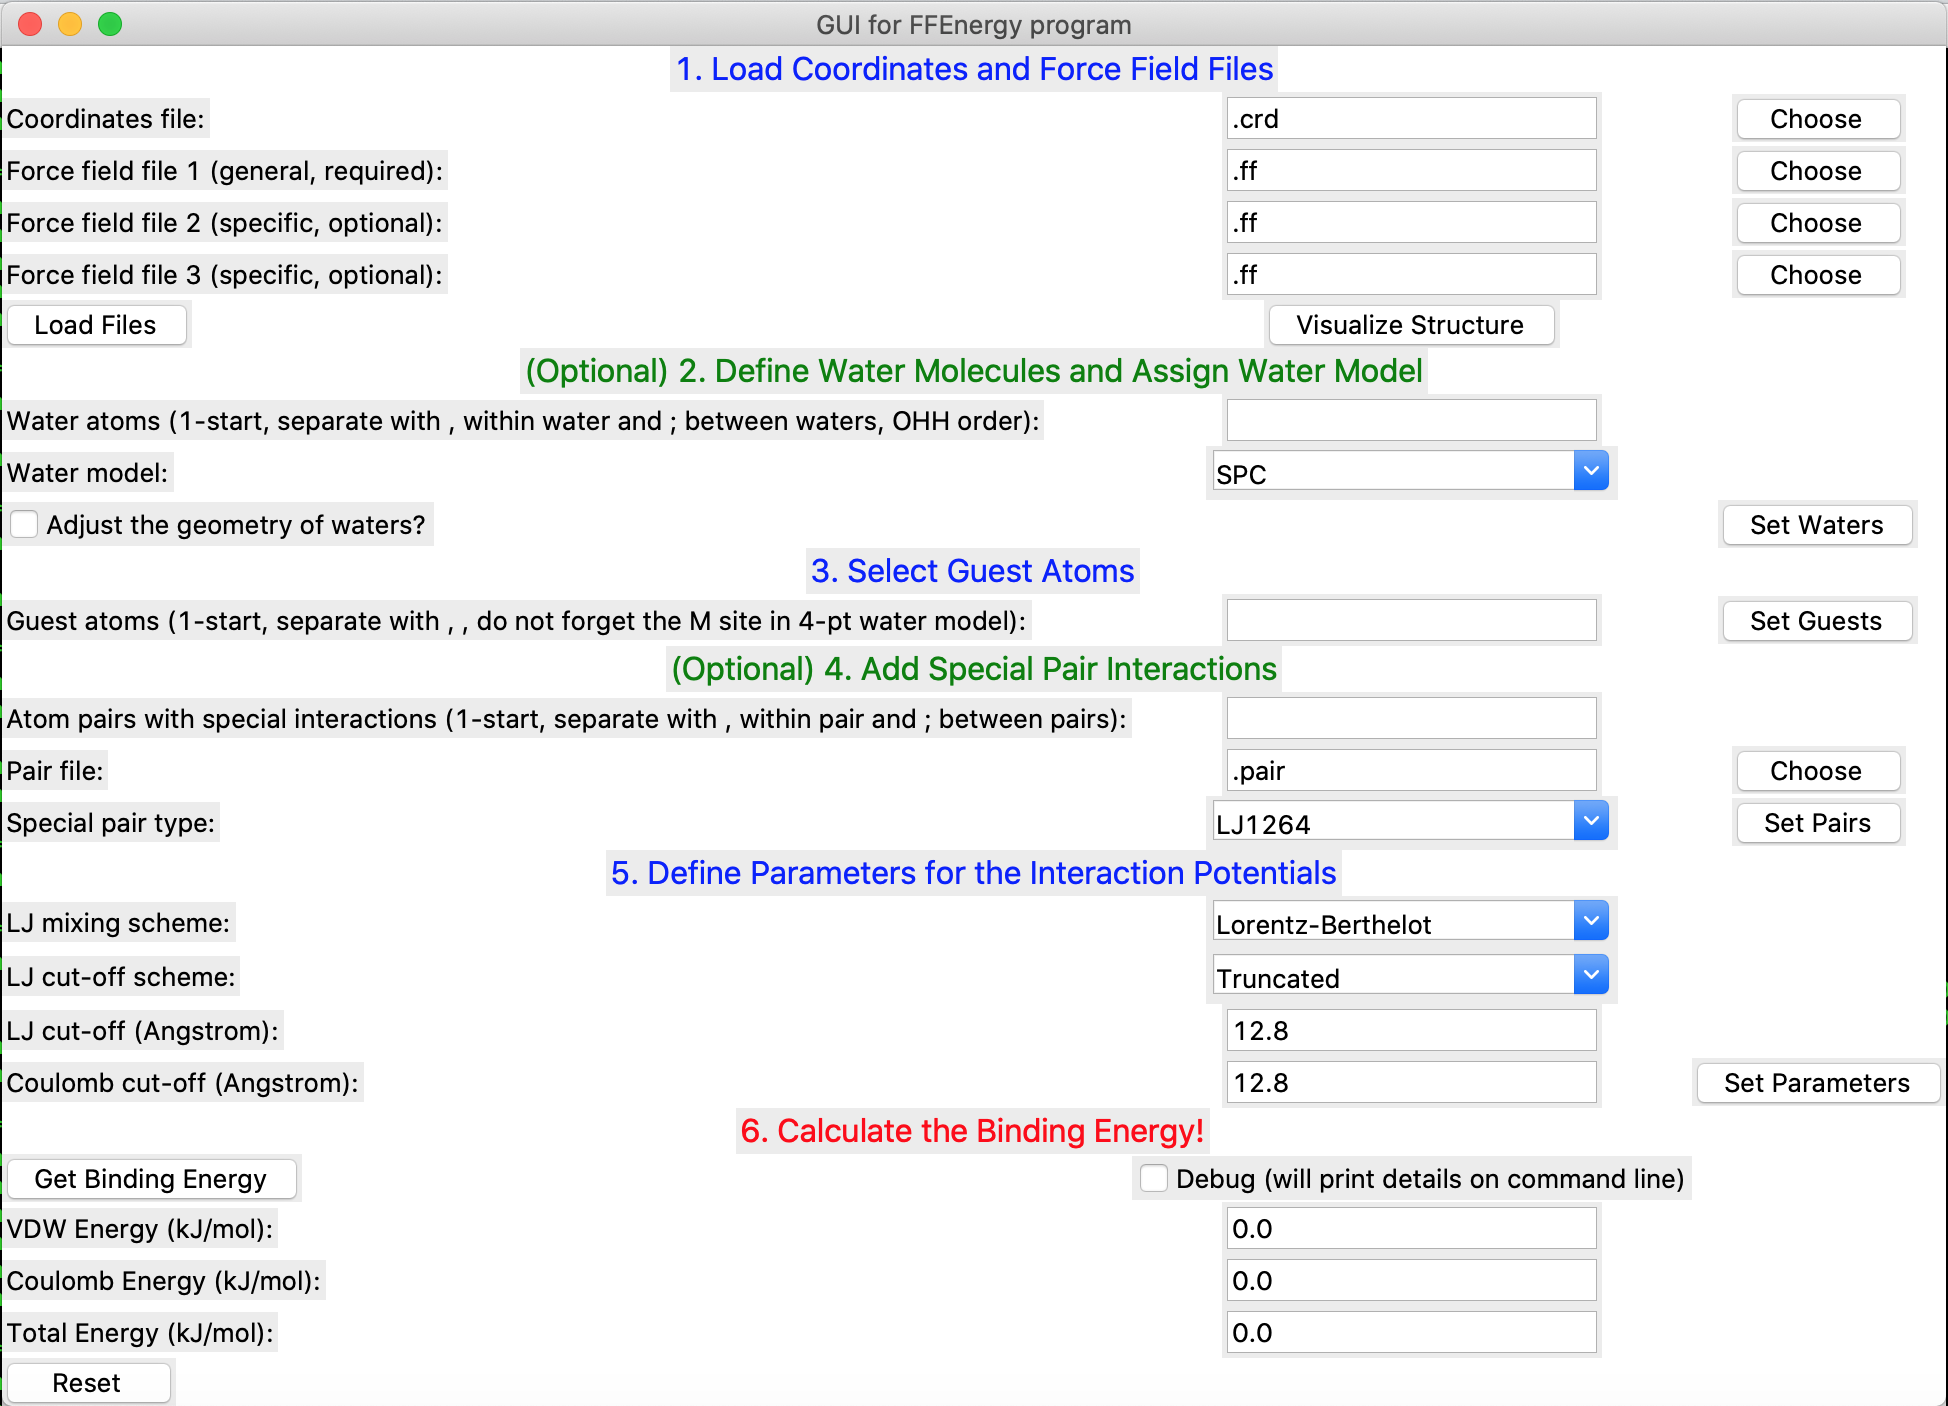 GUI for FFEnergy program
1. Load Coordinates and Force Field Files
Coordinates file: .crd Choose
Force field file 1 (general, required): .ff Choose
Force field file 2 (specific, optional): .ff Choose
Force field file 3 (specific, optional): .ff Choose
Load Files Visualize Structure
(Optional) 2. Define Water Molecules and Assign Water Model
Water atoms (1-start, separate with , within water and ; between waters, OHH order):
Water model: SPC
Adjust the geometry of waters? Set Waters
3. Select Guest Atoms
Guest atoms (1-start, separate with , , do not forget the M site in 4-pt water model): Set Guests
(Optional) 4. Add Special Pair Interactions
Atom pairs with special interactions (1-start, separate with , within pair and ; between pairs):
Pair file: .pair Choose
Special pair type: LJ1264 Set Pairs
5. Define Parameters for the Interaction Potentials
LJ mixing scheme: Lorentz-Berthelot
LJ cut-off scheme: Truncated
LJ cut-off (Angstrom): 12.8
Coulomb cut-off (Angstrom): 12.8 Set Parameters
6. Calculate the Binding Energy!
Get Binding Energy Debug (will print details on command line)
VDW Energy (kJ/mol): 0.0
Coulomb Energy (kJ/mol): 0.0
Total Energy (kJ/mol): 0.0
Reset